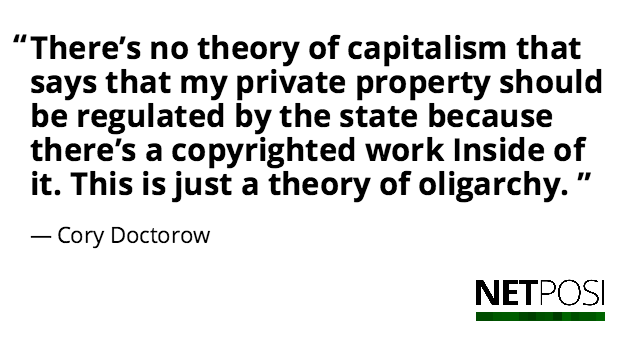 “There’s no theory of capitalism that
says that my private property should
be regulated by the state because
there’s a copyrighted work Inside of
it. This is just a theory of oligarchy. ”
— Cory Doctorow
NETPOSI